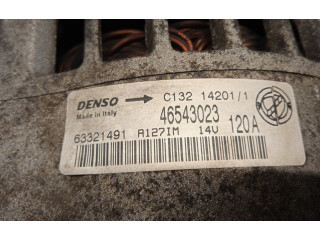 DENSO → C132 14201/1
Made in Italy
46543023
63321491 A127IM 14V 120A